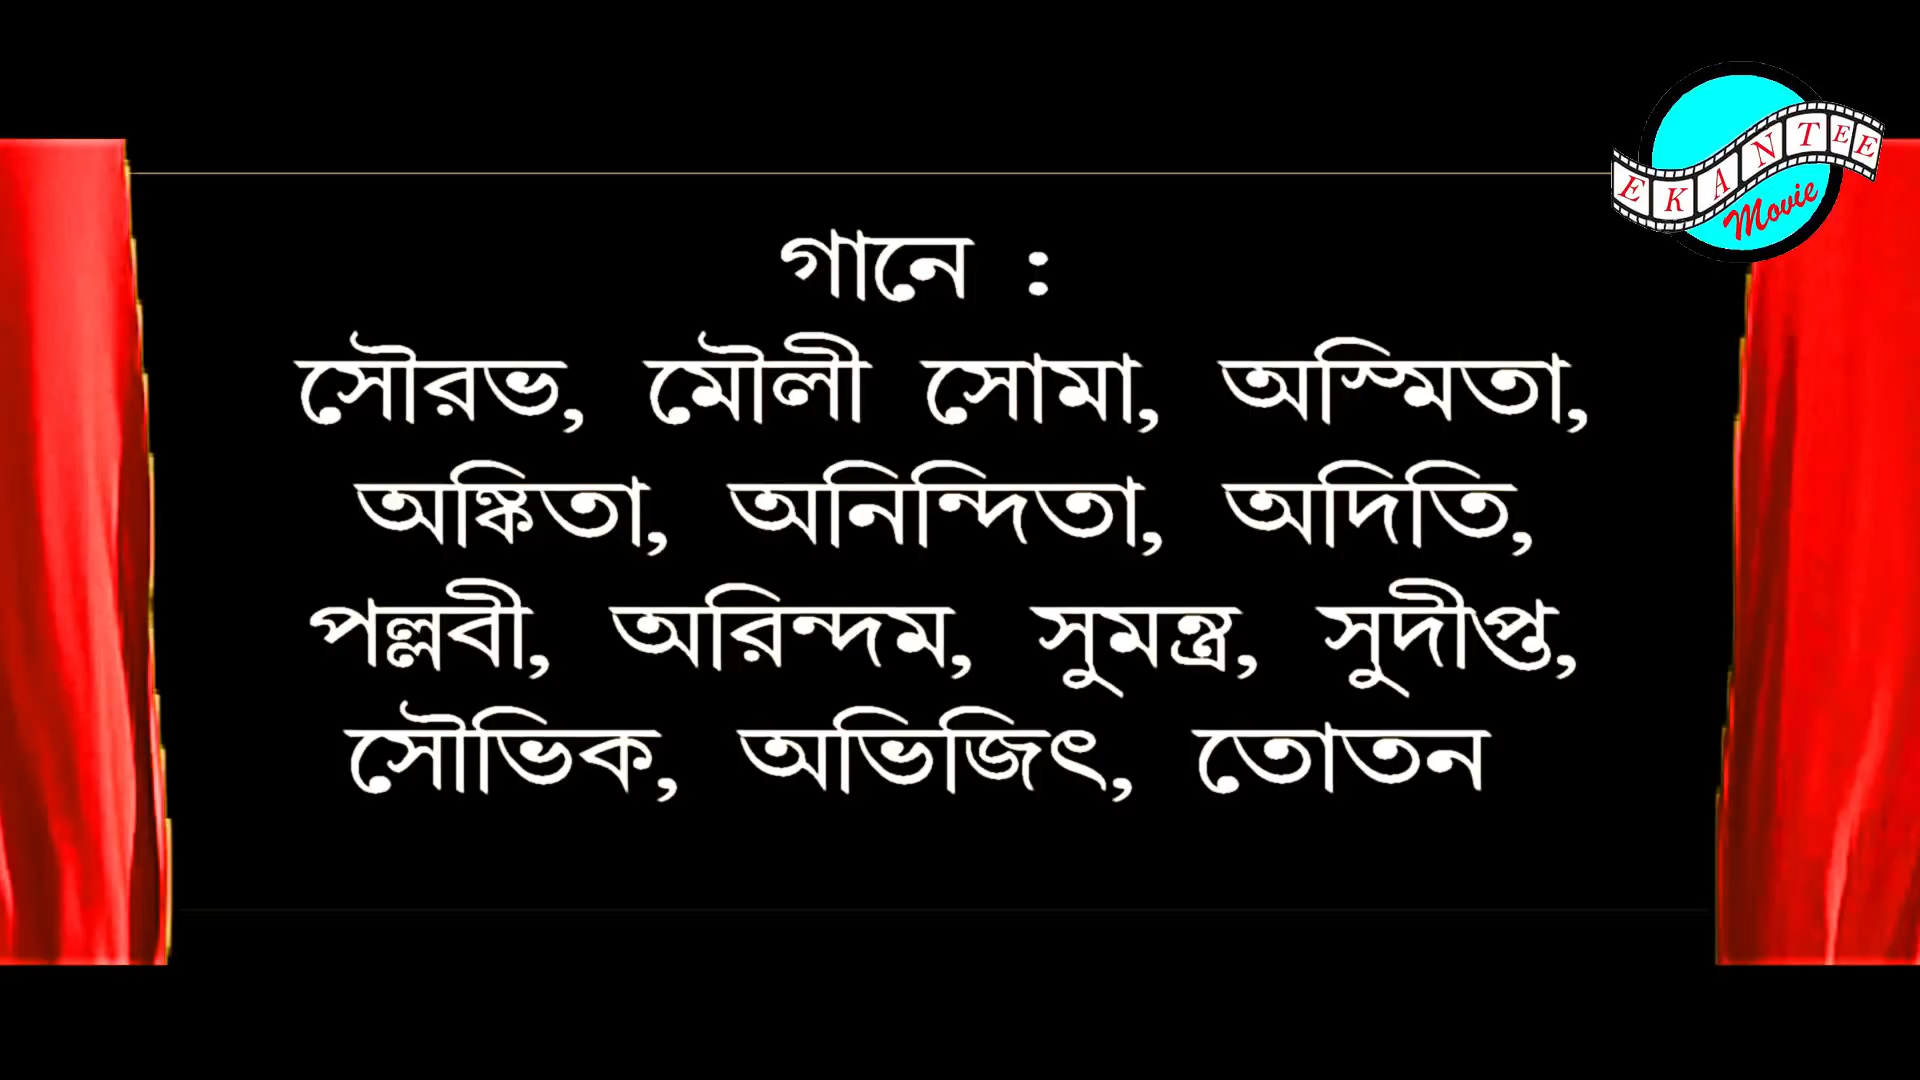 EKANTEE
Movie
গানে :
সৌরভ, মৌলী সোমা, অস্মিতা,
অঙ্কিতা, অনিন্দিতা, অদিতি,
পল্লবী, অরিন্দম, সুমন্ত্র, সুদীপ্ত,
সৌভিক, অভিজিৎ, তোতন